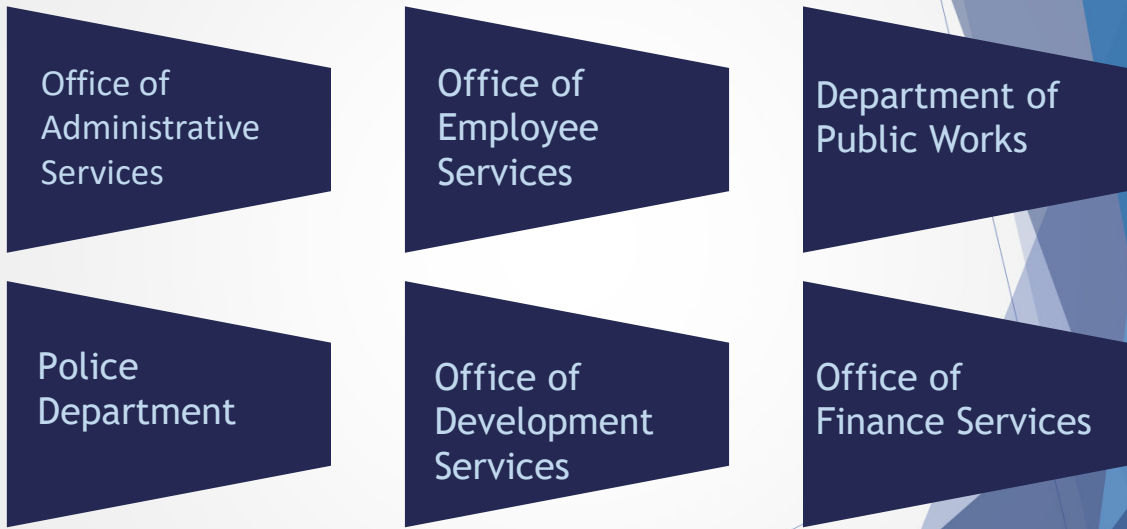 Office of
Administrative
Services
Office of
Employee
Services
Department of
Public Works
Police
Department
Office of
Development
Services
Office of
Finance Services